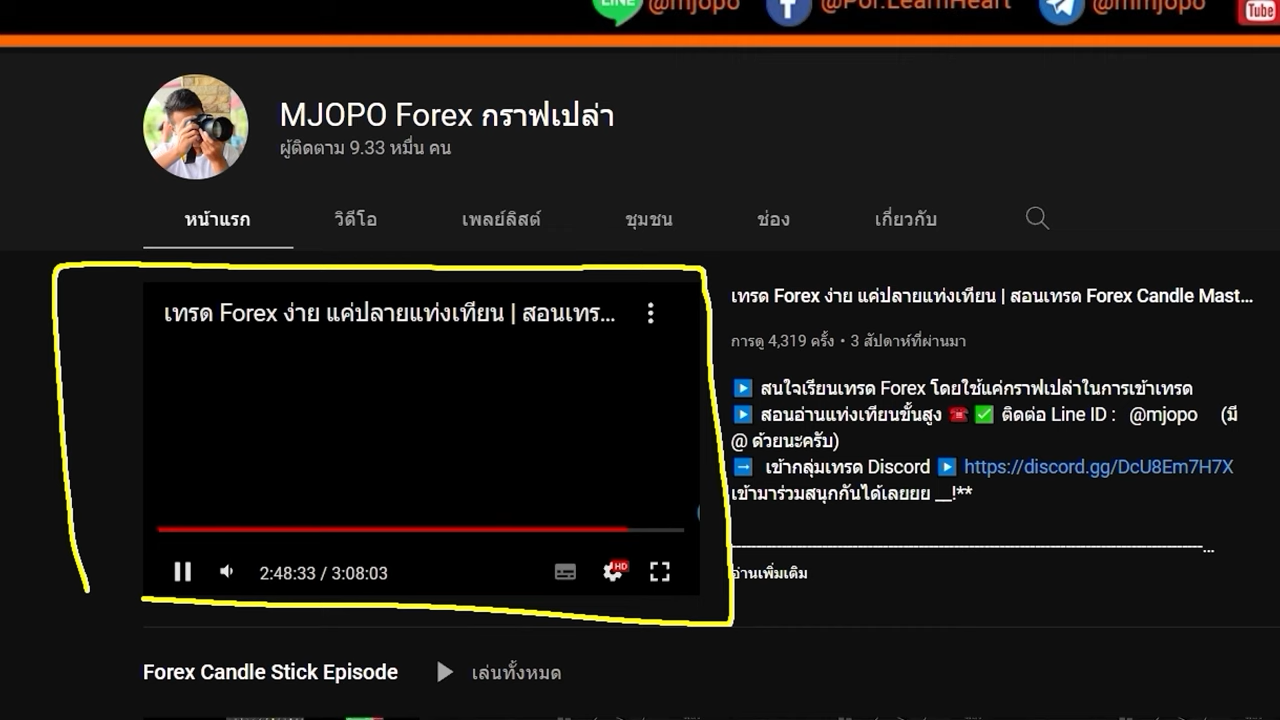 LINE @mjopo @Por.LearnHeart @mmjopo Tube
MJOPO Forex กราฟเปล่า
ผู้ติดตาม 9.33 หมื่น คน
หน้าแรก วิดีโอ เพลย์ลิสต์ ชุมชน ช่อง เกี่ยวกับ
เทรด Forex ง่าย แค่ปลายแท่งเทียน | สอนเทร...
เทรด Forex ง่าย แค่ปลายแท่งเทียน | สอนเทรด Forex Candle Mast...
การดู 4,319 ครั้ง • 3 สัปดาห์ที่ผ่านมา
สนใจเรียนเทรด Forex โดยใช้แค่กราฟเปล่าในการเข้าเทรด
สอนอ่านแท่งเทียนขั้นสูง ☎️ ✅ ติดต่อ Line ID : @mjopo (มี
@ ด้วยนะครับ)
เข้ากลุ่มเทรด Discord https://discord.gg/DcU8Em7H7X
เข้ามาร่วมสนุกกันได้เลยยย __!**
อ่านเพิ่มเติม
2:48:33 / 3:08:03 HD
Forex Candle Stick Episode เล่นทั้งหมด